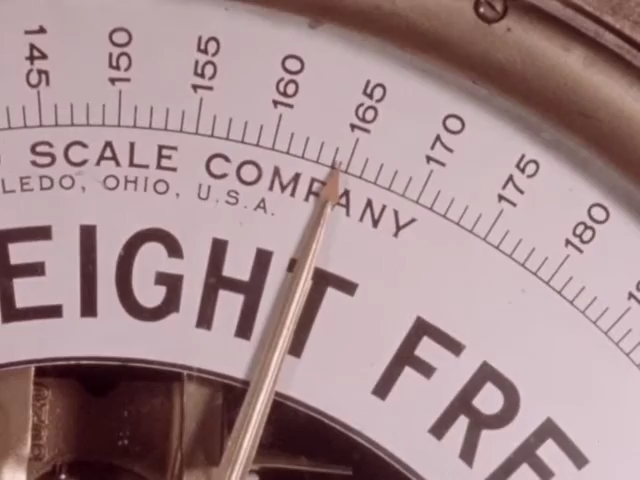 145 150 155 160 165 170 175 180
SCALE COMPANY
LEDO, OHIO, U.S.A.
EIGHT FRE